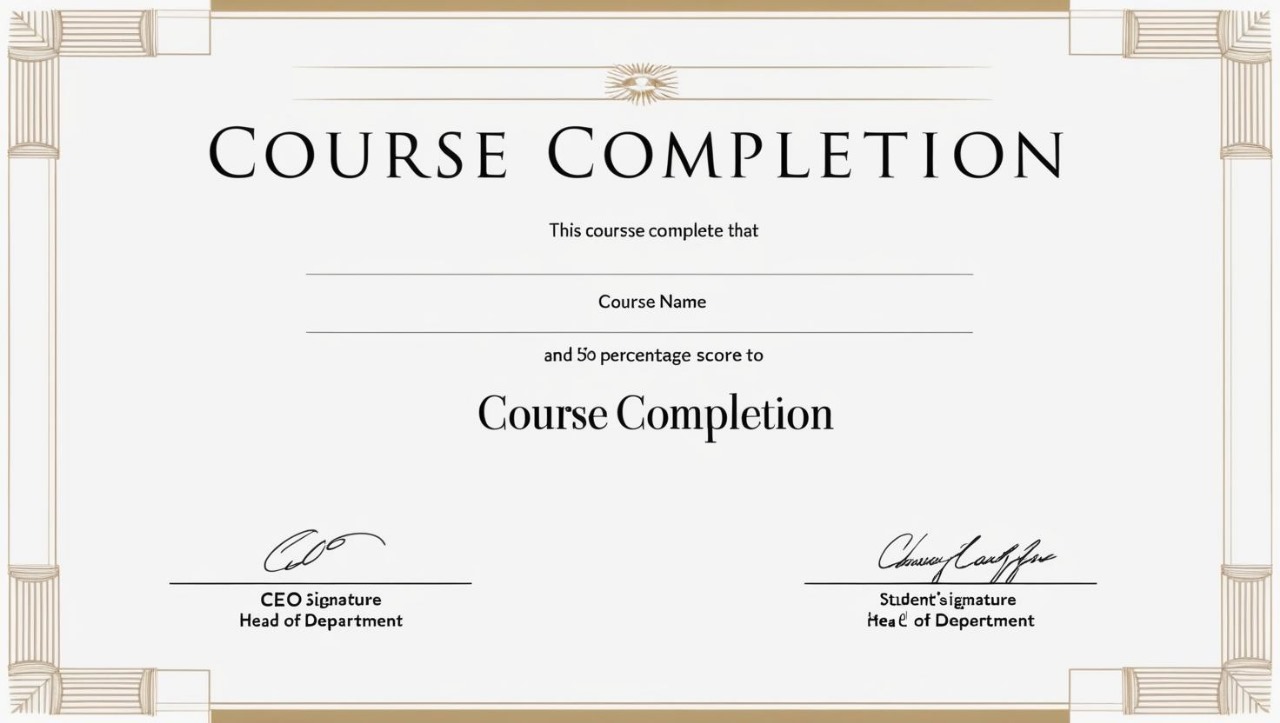 COURSE COMPLETION
This coursse complete that
Course Name
and 50 percentage score to
Course Completion
CEO Signature
Head of Department
Student'sigmature
Head of Depertment